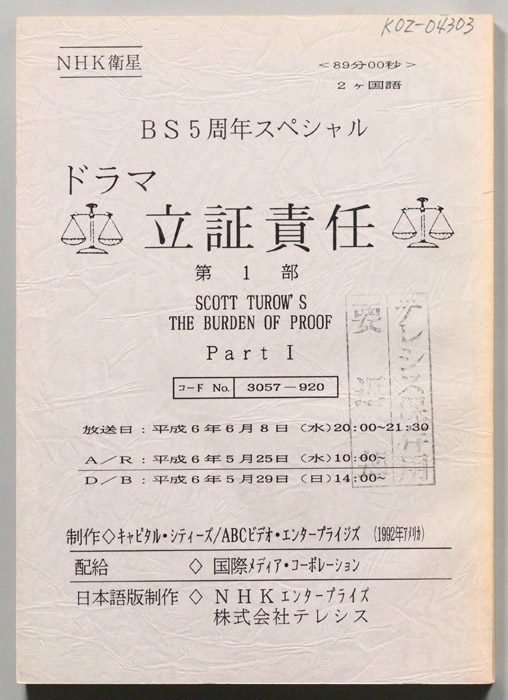 KOZ-04303
NHK衛星
<89分00秒>
2ヶ国語
BS5周年スペシャル
ドラマ
立証責任
第1部
SCOTT TUROW'S
THE BURDEN OF PROOF
Part I
コード No. 3057-920
放送日:平成6年6月8日(水)20:00~21:30
A/R:平成6年5月25日(水)10:00~
D/B:平成6年5月29日(日)14:00~
制作◇キャピタル・シティーズ/ABCビデオ・エンタープライジズ (1992年アメリカ)
配給 ◇ 国際メディア・コーポレーション
日本語版制作 ◇ NHKエンタープライズ
株式会社テレシス